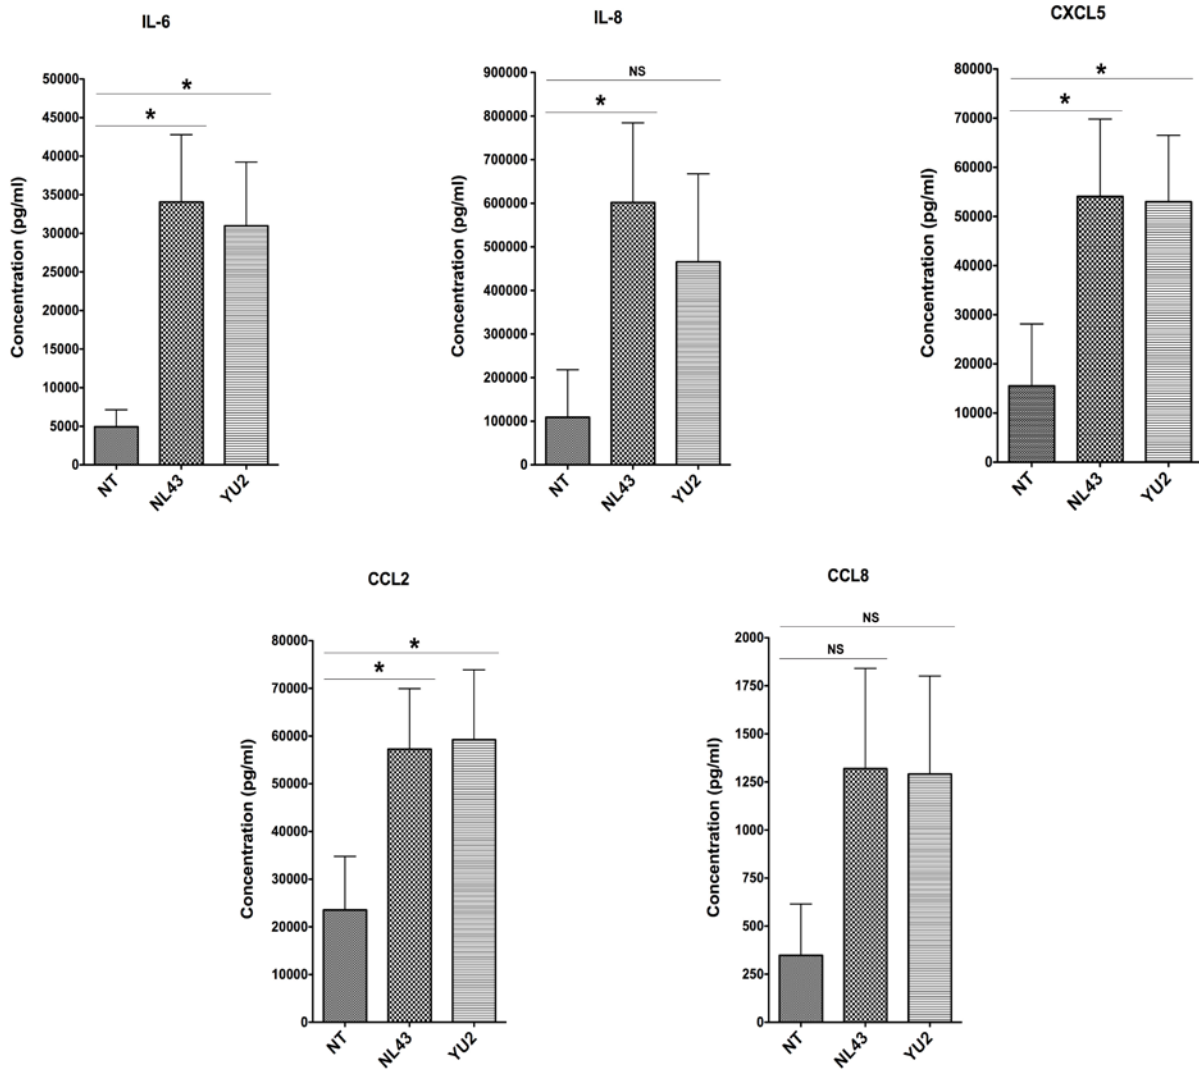 IL-6
Concentration (pg/ml)
50000
45000
40000
35000
30000
25000
20000
15000
10000
5000
0
*
*
NT
NL43
YU2
IL-8
Concentration (pg/ml)
900000
800000
700000
600000
500000
400000
300000
200000
100000
0
NS
*
NT
NL43
YU2
CXCL5
Concentration (pg/ml)
80000
70000
60000
50000
40000
30000
20000
10000
0
*
*
NT
NL43
YU2
CCL2
Concentration (pg/ml)
80000
70000
60000
50000
40000
30000
20000
10000
0
*
*
NT
NL43
YU2
CCL8
Concentration (pg/ml)
2000
1750
1500
1250
1000
750
500
250
0
NS
NS
NT
NL43
YU2